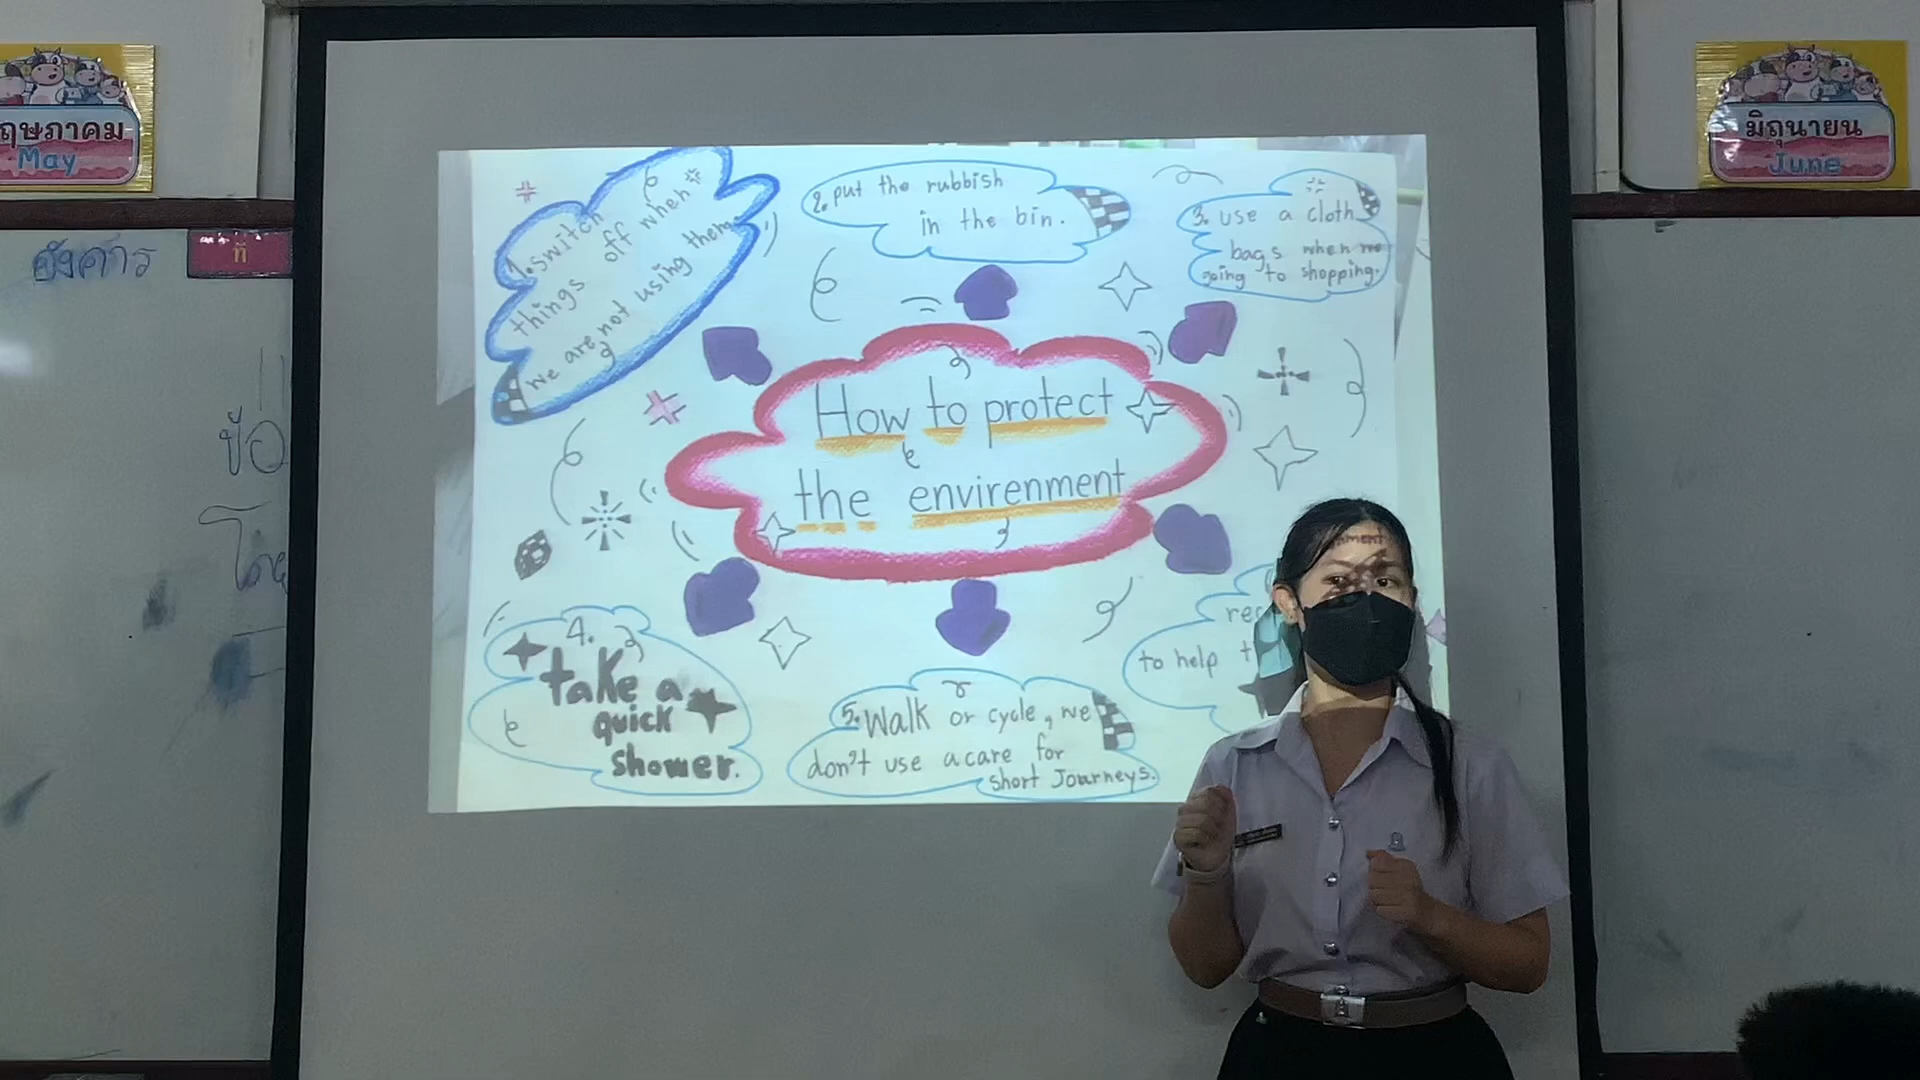 พฤษภาคม
May
มิถุนายน
June
อังคาร
ที่
ข้อ
1. switch
things off when
we are not using them
2. put the rubbish
in the bin.
3. use a cloth
bags when we
going to shopping.
How to protect
the envirenment
4.
take a
quick
shower.
5. Walk or cycle, we
don't use a care for
short Journeys.
to help